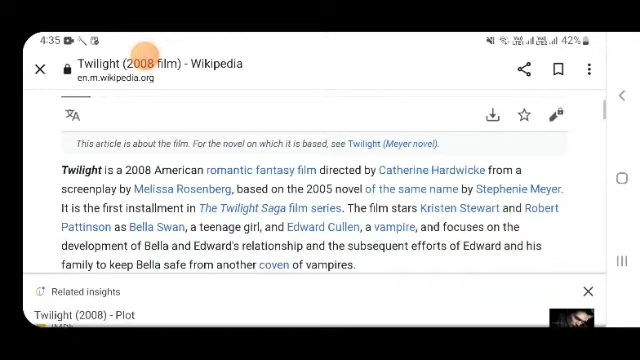 4:35
42%
Twilight (2008 film) - Wikipedia
en.m.wikipedia.org
This article is about the film. For the novel on which it is based, see Twilight (Meyer novel).
Twilight is a 2008 American romantic fantasy film directed by Catherine Hardwicke from a
screenplay by Melissa Rosenberg, based on the 2005 novel of the same name by Stephenie Meyer.
It is the first installment in The Twilight Saga film series. The film stars Kristen Stewart and Robert
Pattinson as Bella Swan, a teenage girl, and Edward Cullen, a vampire, and focuses on the
development of Bella and Edward's relationship and the subsequent efforts of Edward and his
family to keep Bella safe from another coven of vampires.
Related insights
Twilight (2008) - Plot